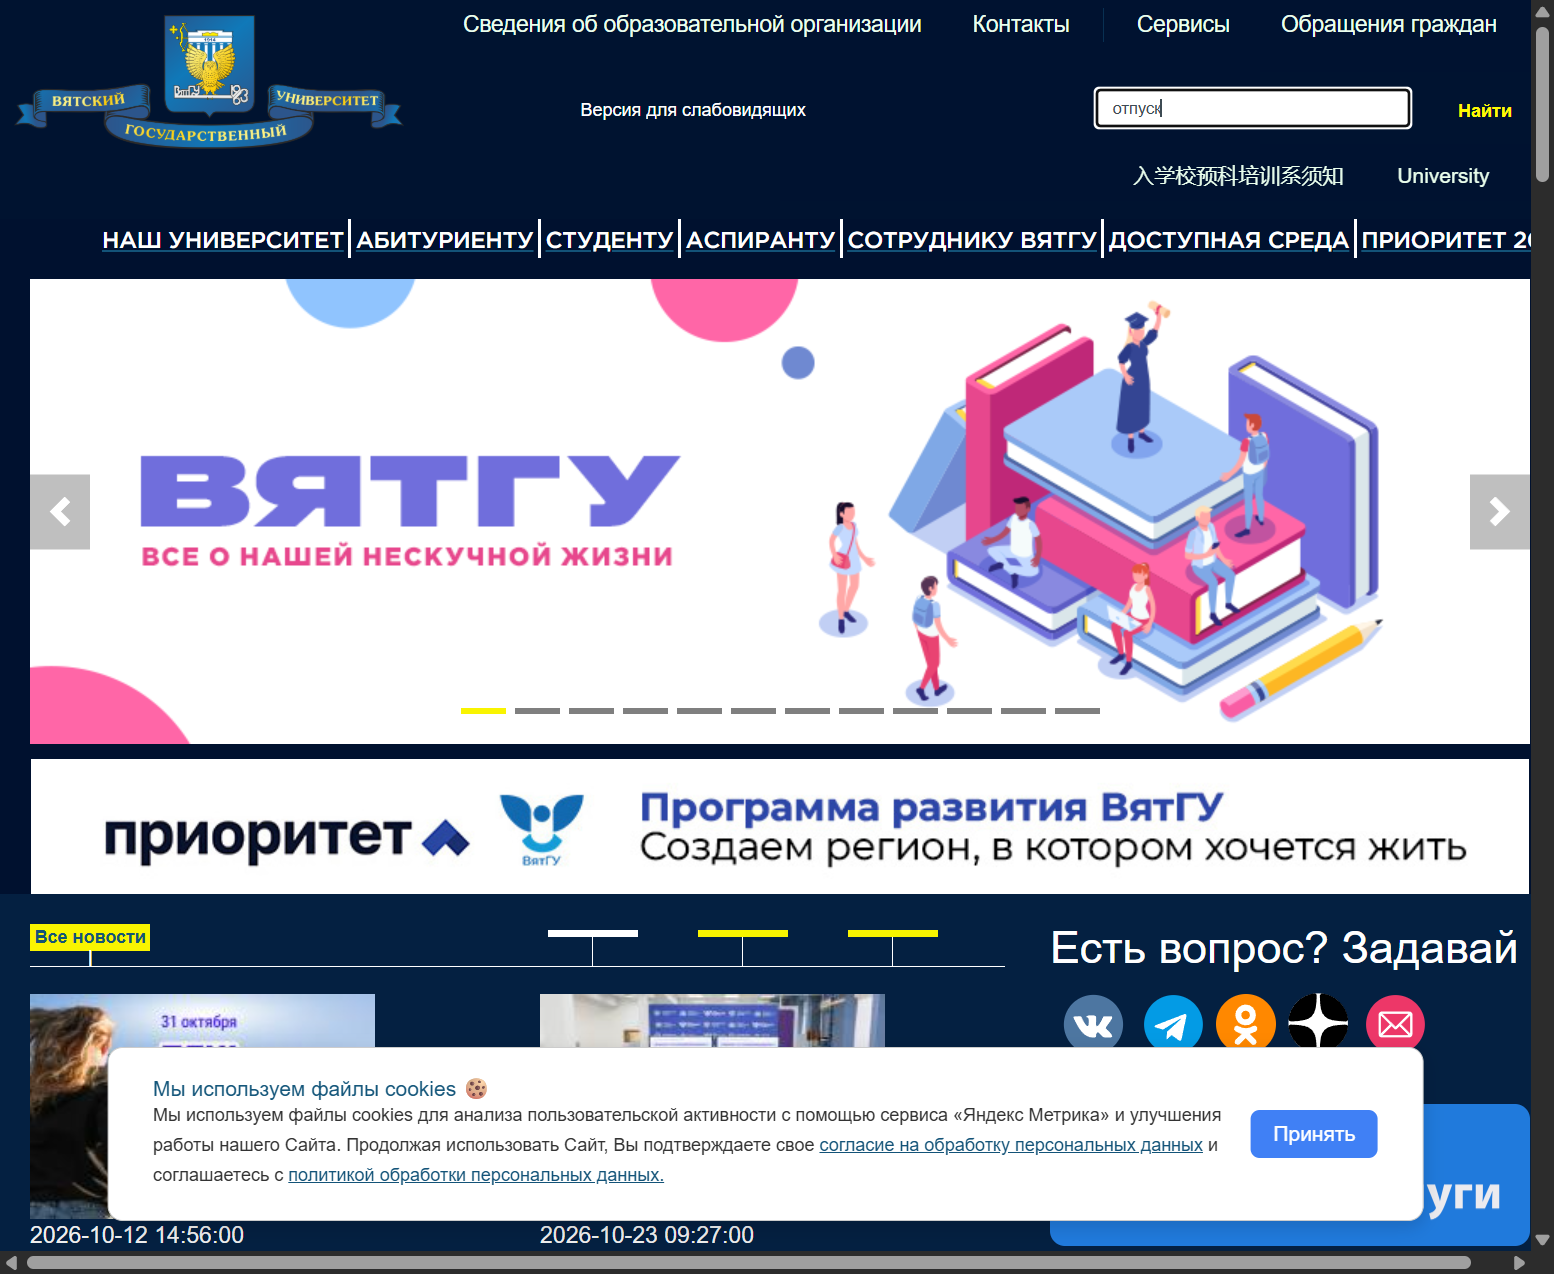 Сведения об образовательной организации
Контакты
Сервисы
Обращения граждан
1914
ВЯТСКИЙ
ГОСУДАРСТВЕННЫЙ
УНИВЕРСИТЕТ
Версия для слабовидящих
отпуск
Найти
入学校预科培训系须知
University
НАШ УНИВЕРСИТЕТ
АБИТУРИЕНТУ
СТУДЕНТУ
АСПИРАНТУ
СОТРУДНИКУ ВЯТГУ
ДОСТУПНАЯ СРЕДА
ПРИОРИТЕТ 20
ВЯТГУ
ВСЕ О НАШЕЙ НЕСКУЧНОЙ ЖИЗНИ
приоритет
ВятГУ
Программа развития ВятГУ
Создаем регион, в котором хочется жить
Все новости
Есть вопрос? Задавай
31 октября
Мы используем файлы cookies
Мы используем файлы cookies для анализа пользовательской активности с помощью сервиса «Яндекс Метрика» и улучшения
работы нашего Сайта. Продолжая использовать Сайт, Вы подтверждаете свое согласие на обработку персональных данных и
соглашаетесь с политикой обработки персональных данных.
Принять
уги
2026-10-12 14:56:00
2026-10-23 09:27:00